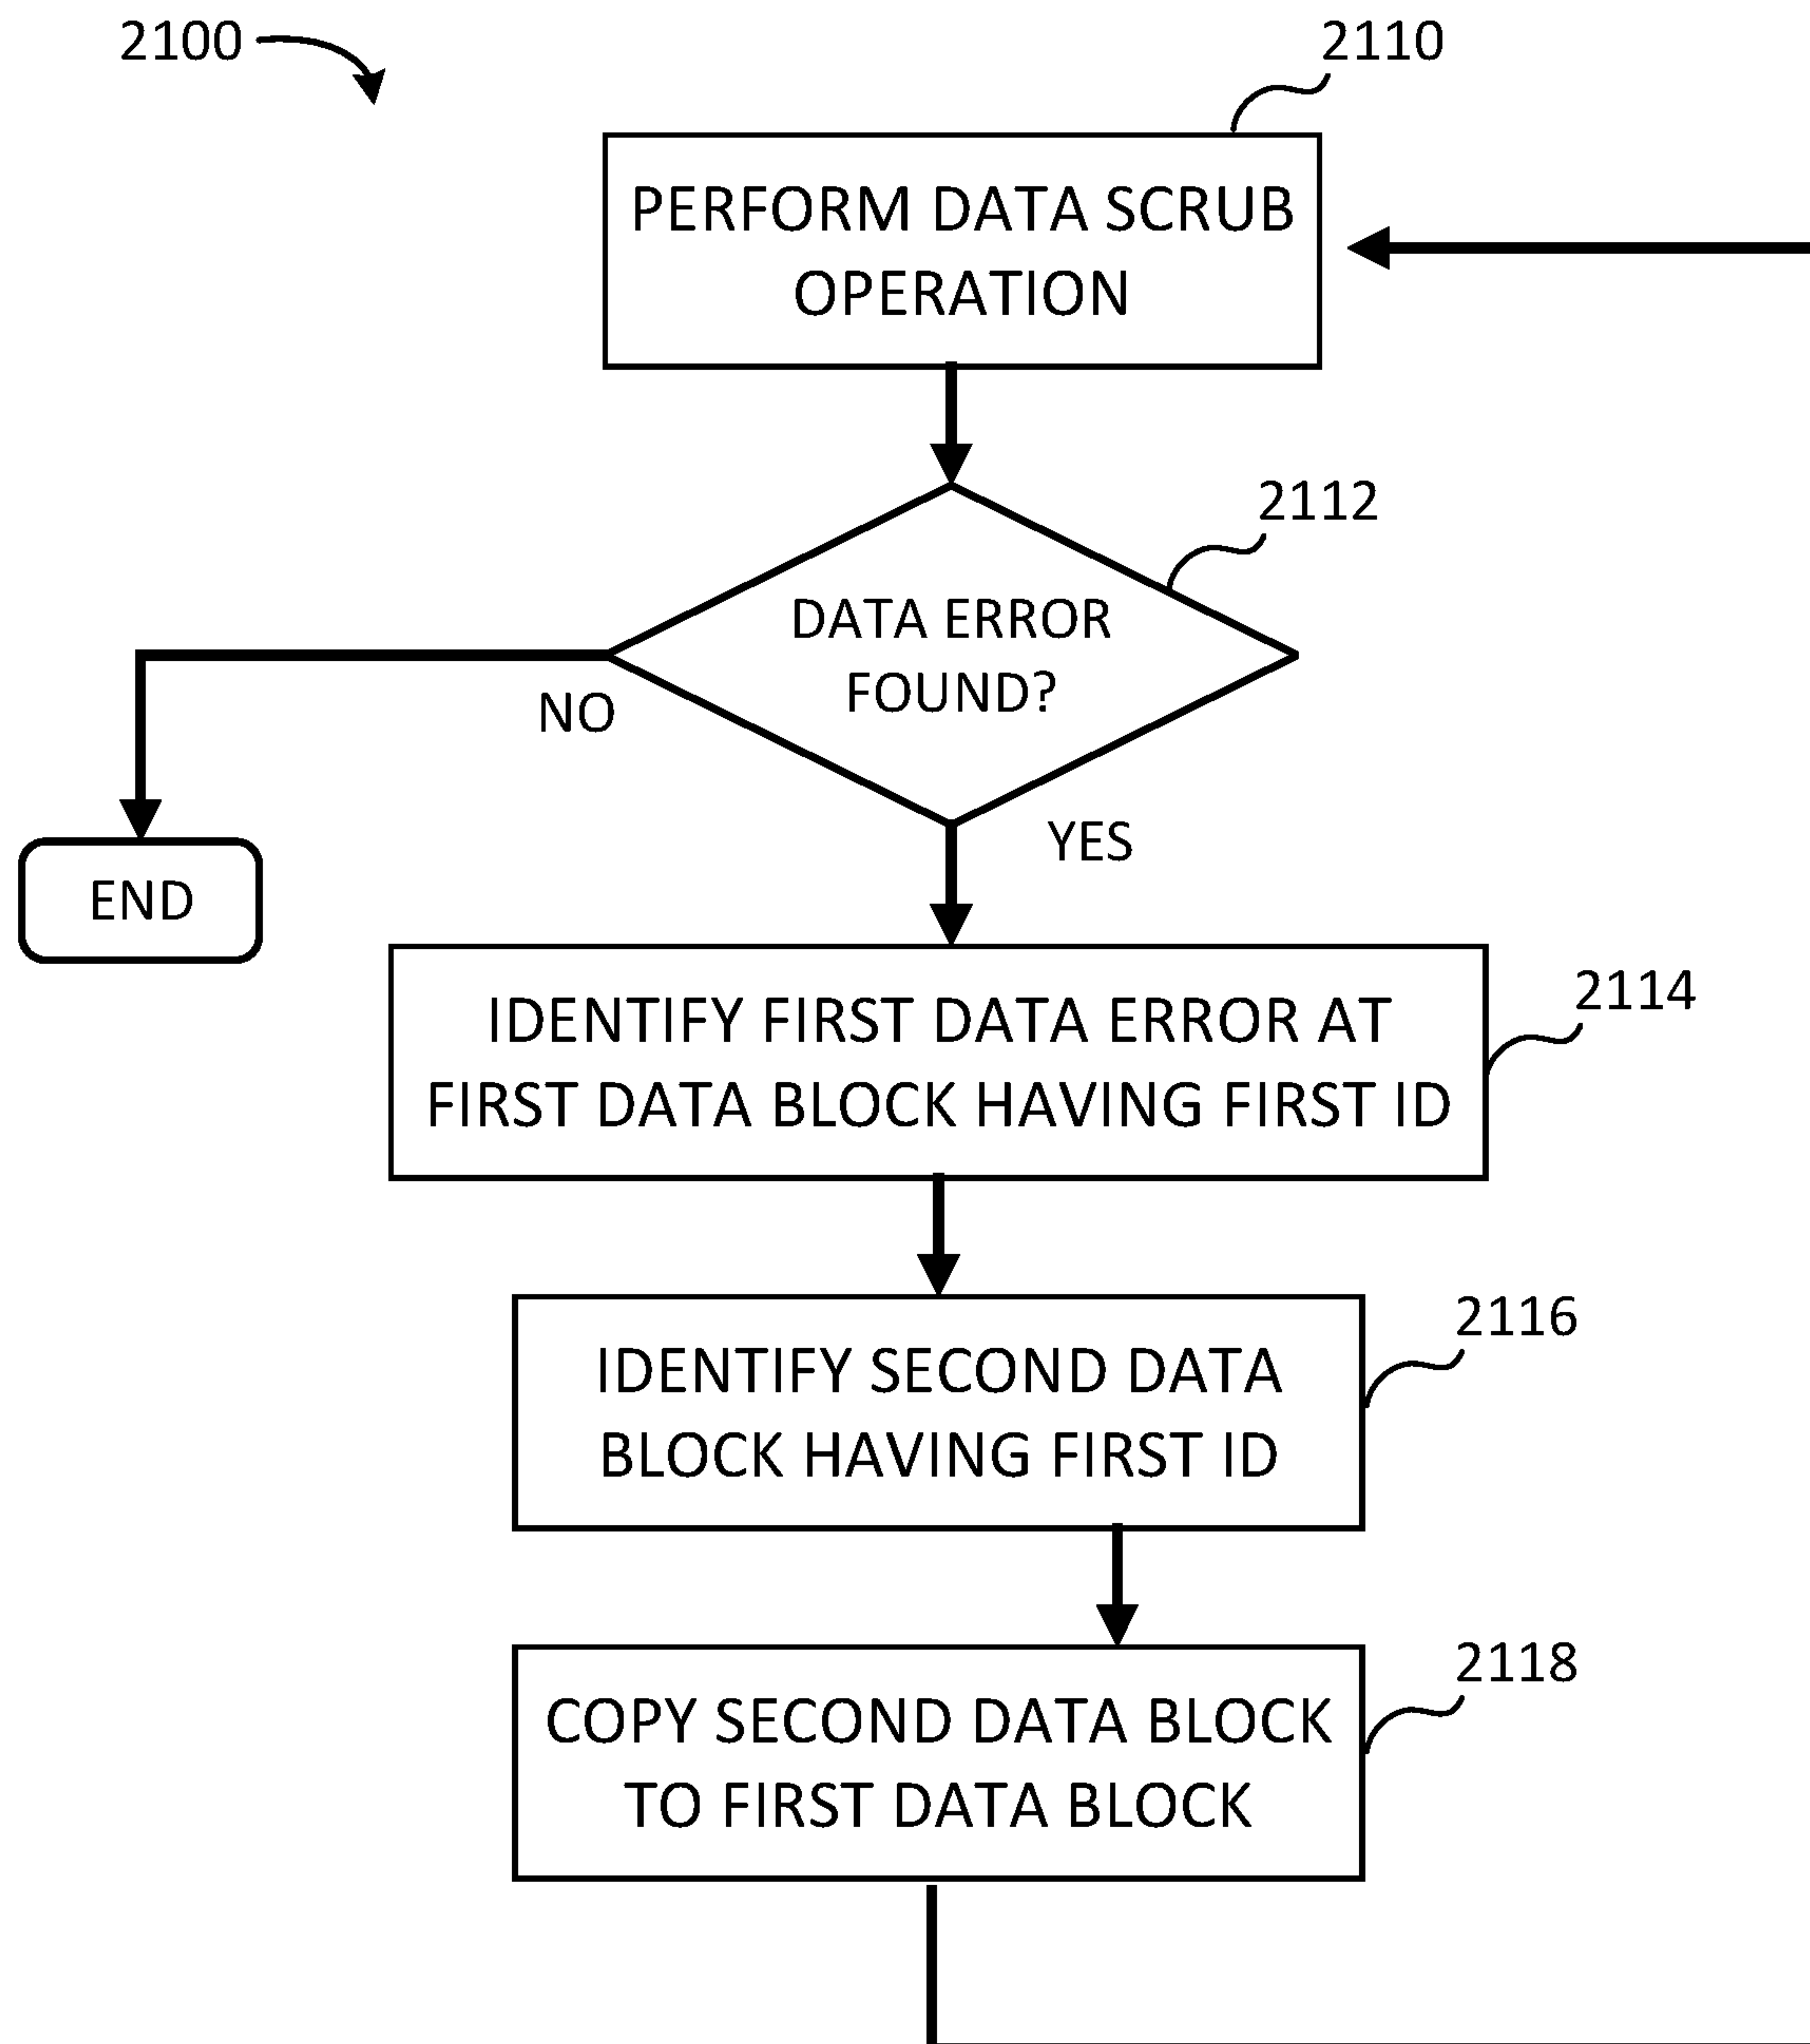 2100
2110
PERFORM DATA SCRUB
OPERATION
2112
DATA ERROR
FOUND?
NO
YES
END
2114
IDENTIFY FIRST DATA ERROR AT
FIRST DATA BLOCK HAVING FIRST ID
2116
IDENTIFY SECOND DATA
BLOCK HAVING FIRST ID
2118
COPY SECOND DATA BLOCK
TO FIRST DATA BLOCK